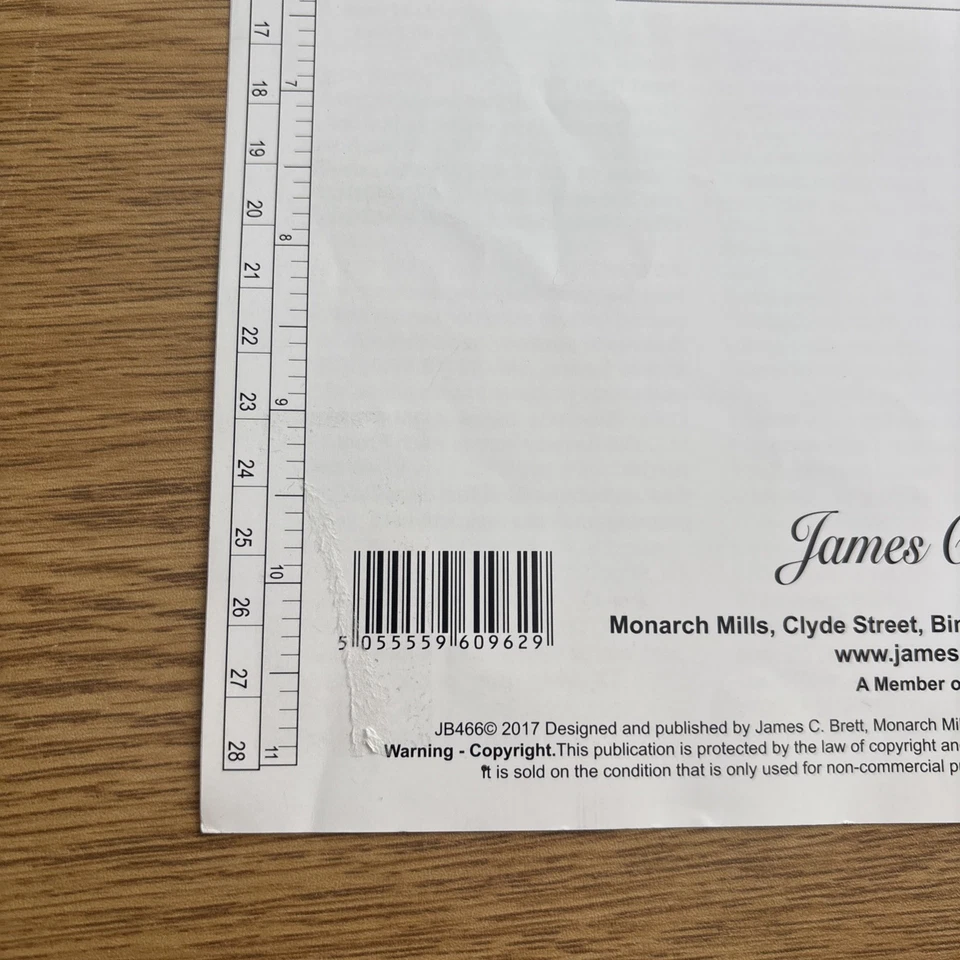 17
18
7
19
20
8
21
22
23
9
24
25
10
26
27
28
11
James
5 055559 609629
Monarch Mills, Clyde Street,
www.james
A Member
JB466© 2017 Designed and published by James C. Brett, Monarch
Warning - Copyright.This publication is protected by the law of copyright
It is sold on the condition that is only used for non-commercial